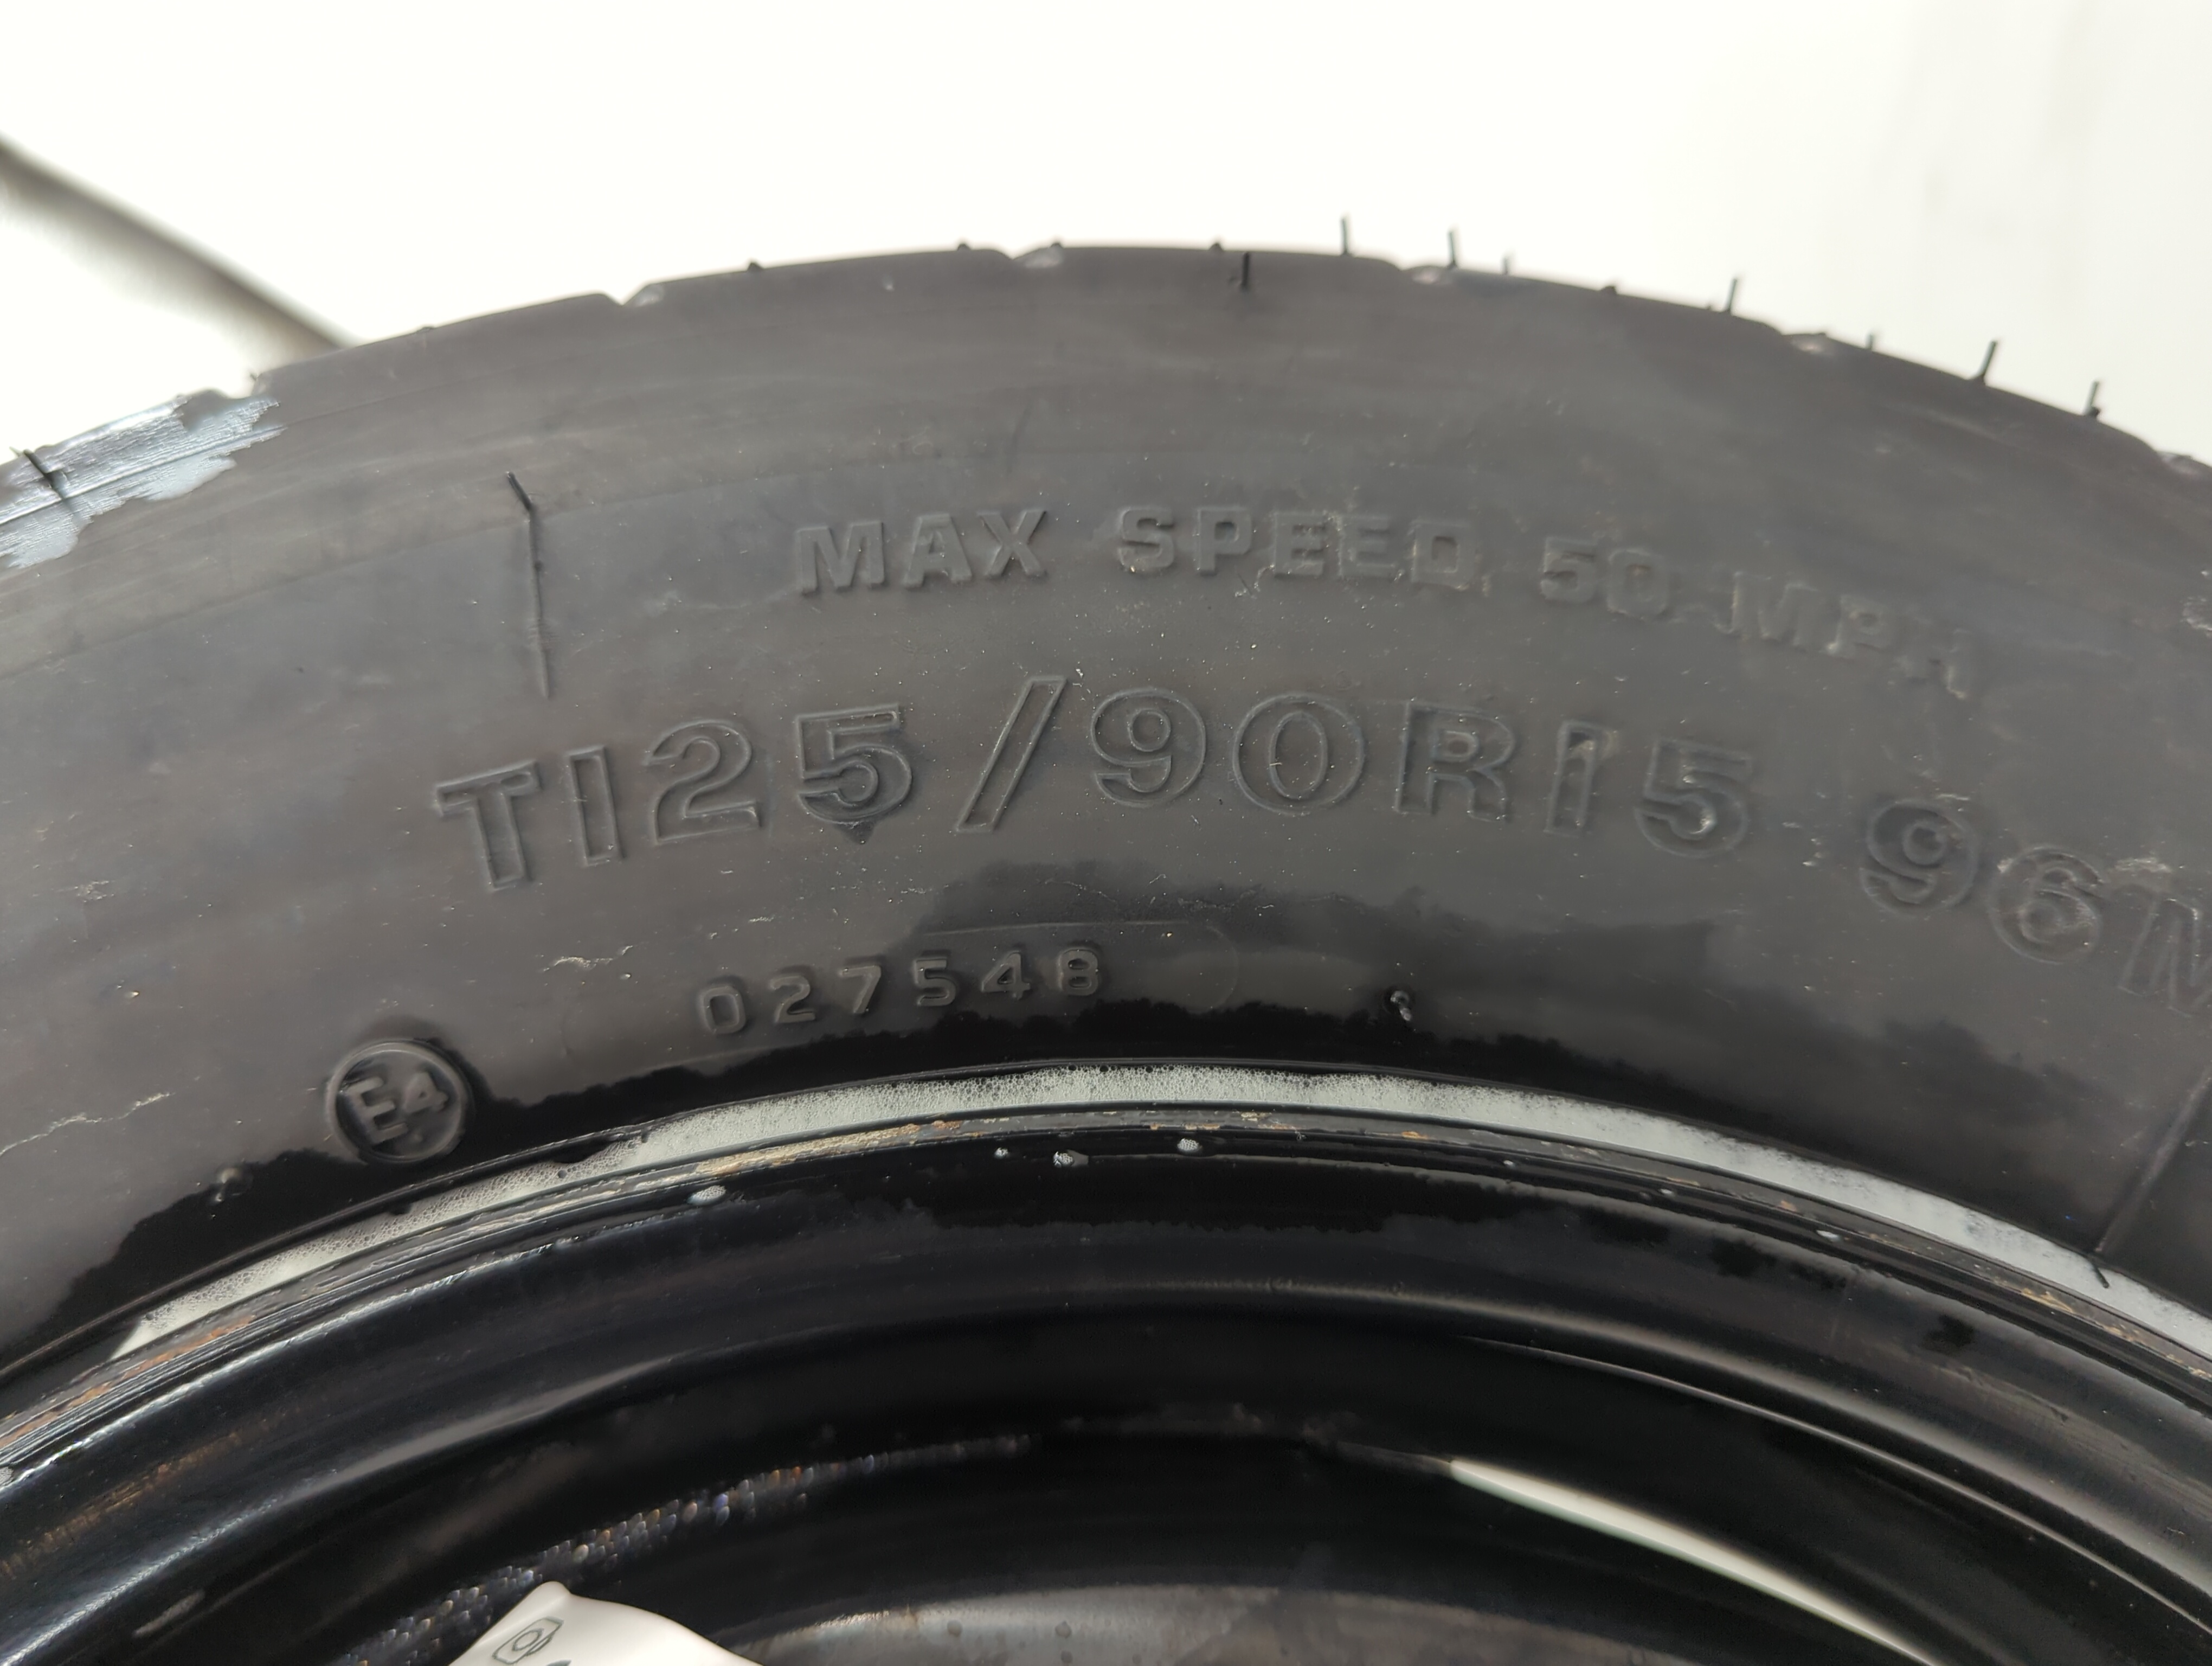 MAX SPEED 50 MPH
T125/90R15 96M
027548
E4